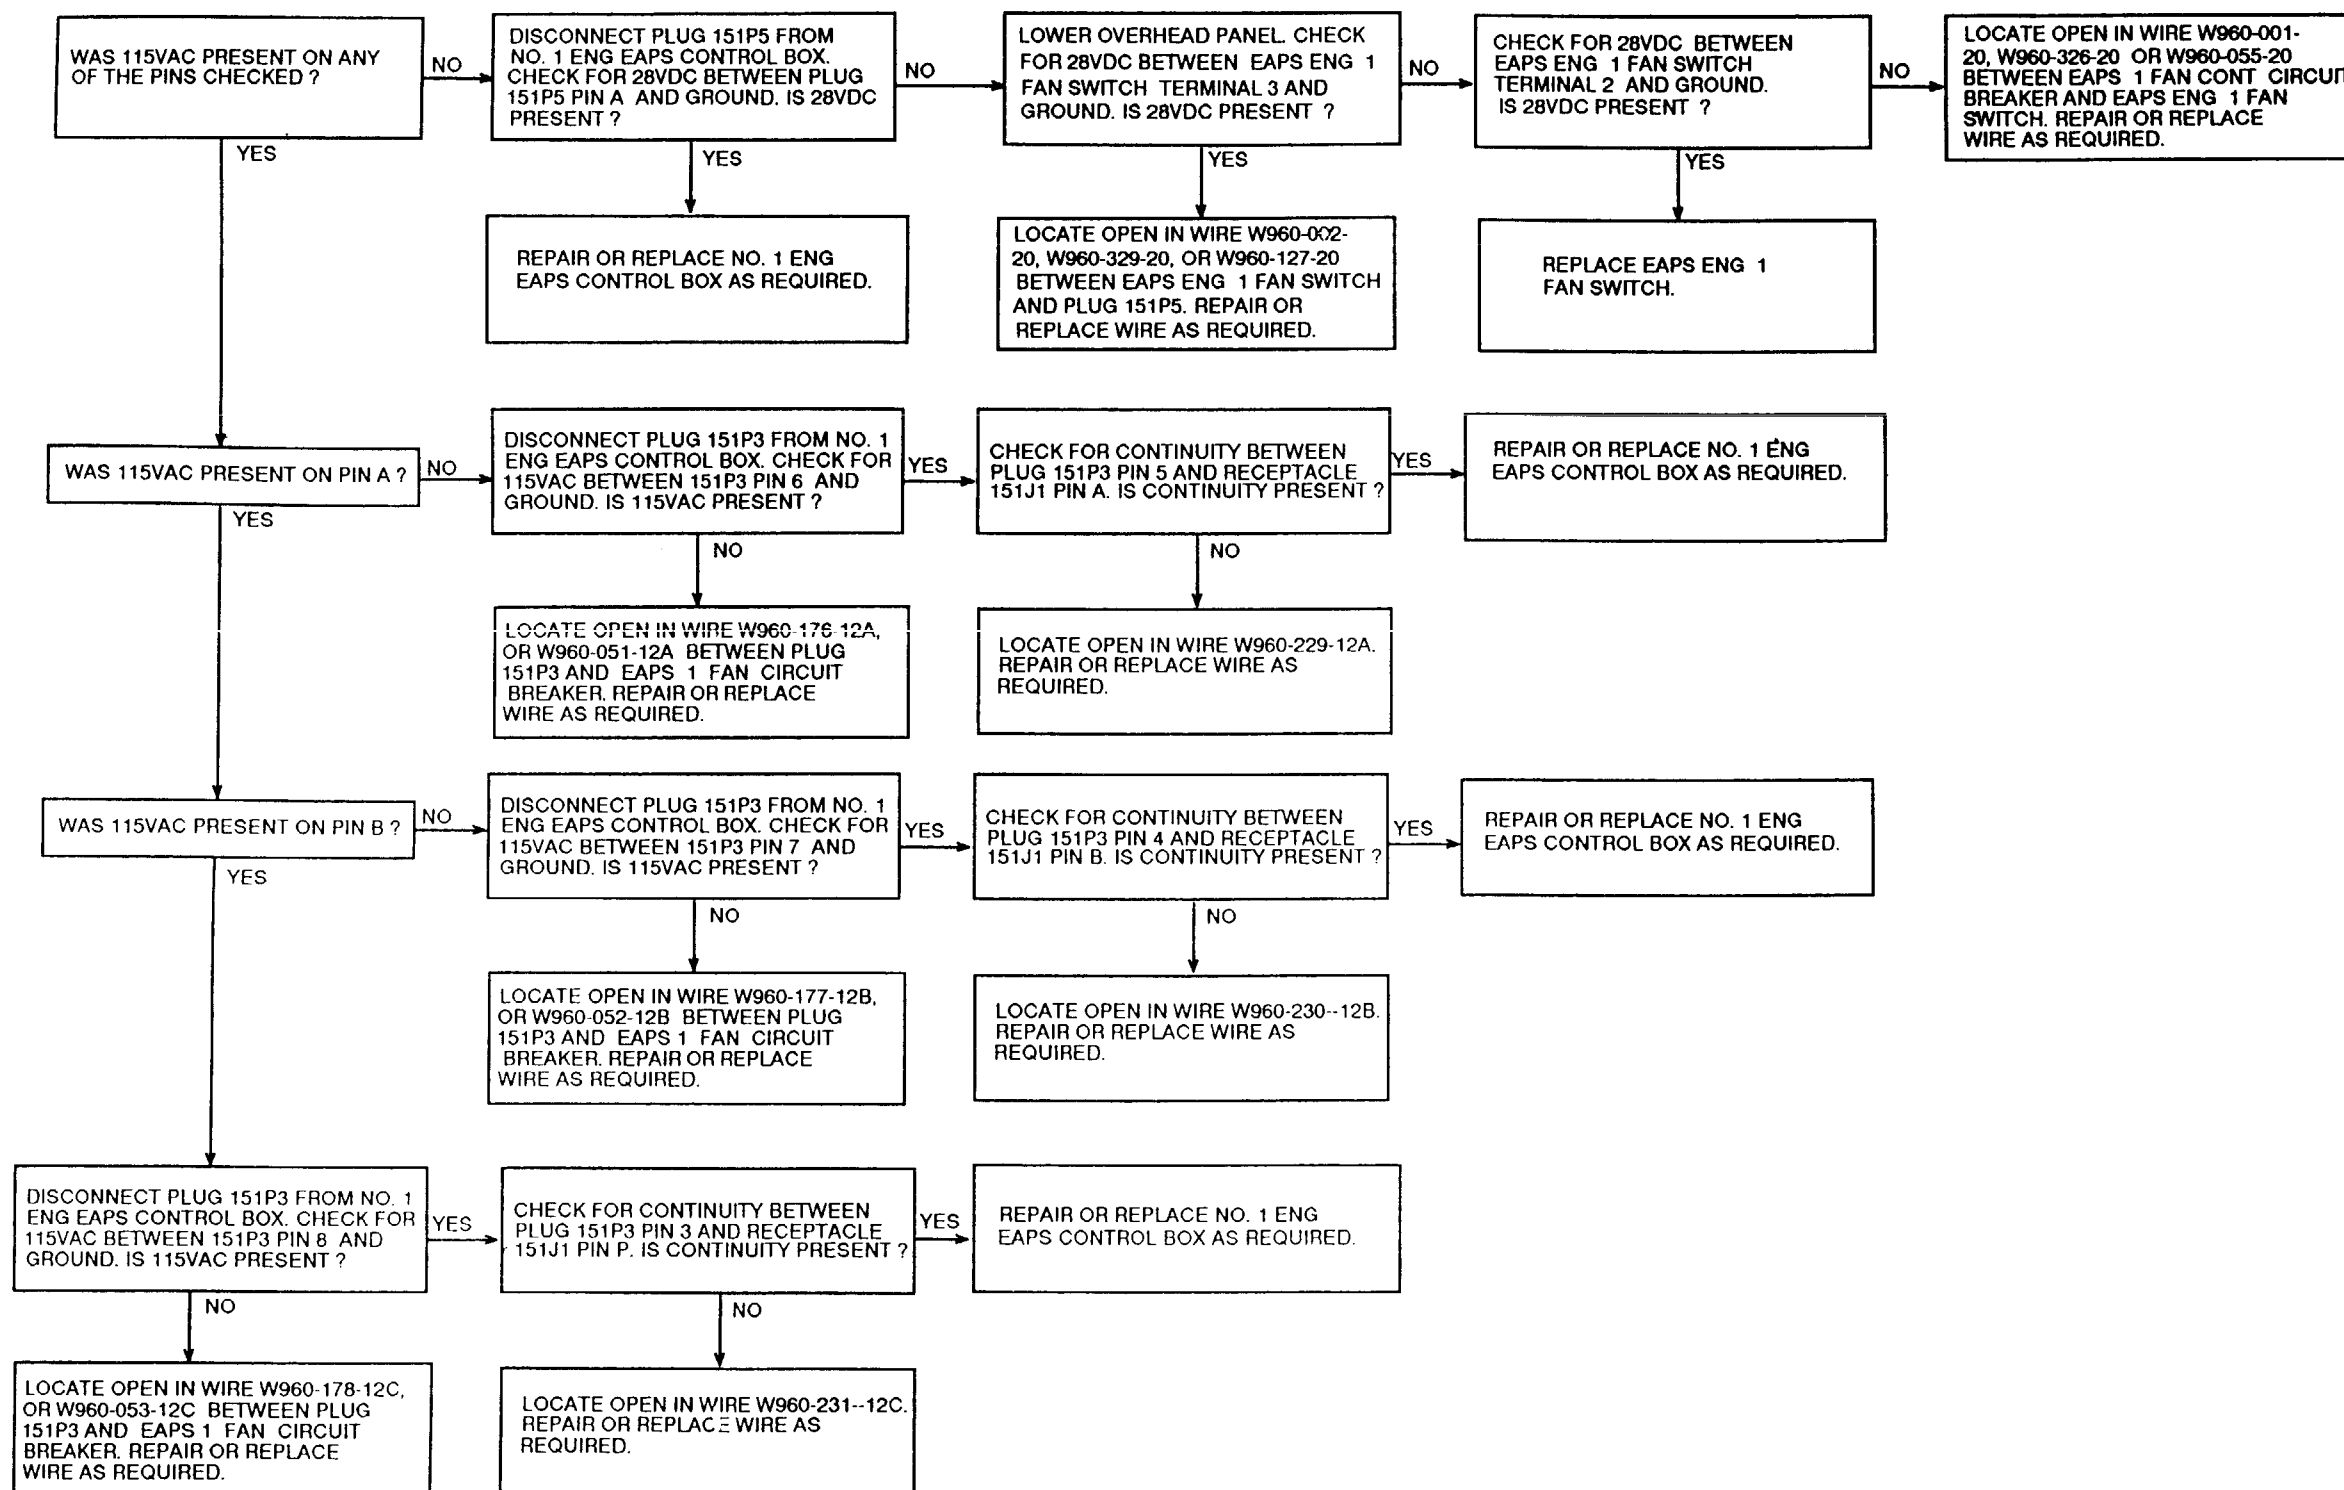 WAS 115VAC PRESENT ON ANY
OF THE PINS CHECKED ?
NO
YES
DISCONNECT PLUG 151P5 FROM
NO. 1 ENG EAPS CONTROL BOX.
CHECK FOR 28VDC BETWEEN PLUG
151P5 PIN A AND GROUND. IS 28VDC
PRESENT ?
NO
YES
LOWER OVERHEAD PANEL. CHECK
FOR 28VDC BETWEEN EAPS ENG 1
FAN SWITCH TERMINAL 3 AND
GROUND. IS 28VDC PRESENT ?
NO
YES
CHECK FOR 28VDC BETWEEN
EAPS ENG 1 FAN SWITCH
TERMINAL 2 AND GROUND.
IS 28VDC PRESENT ?
NO
YES
LOCATE OPEN IN WIRE W960-001-
20, W960-326-20 OR W960-055-20
BETWEEN EAPS 1 FAN CONT CIRCUIT
BREAKER AND EAPS ENG 1 FAN
SWITCH. REPAIR OR REPLACE
WIRE AS REQUIRED.
REPAIR OR REPLACE NO. 1 ENG
EAPS CONTROL BOX AS REQUIRED.
LOCATE OPEN IN WIRE W960-002-
20, W960-329-20, OR W960-127-20
BETWEEN EAPS ENG 1 FAN SWITCH
AND PLUG 151P5. REPAIR OR
REPLACE WIRE AS REQUIRED.
REPLACE EAPS ENG 1
FAN SWITCH.
WAS 115VAC PRESENT ON PIN A ?
NO
YES
DISCONNECT PLUG 151P3 FROM NO. 1
ENG EAPS CONTROL BOX. CHECK FOR
115VAC BETWEEN 151P3 PIN 6 AND
GROUND. IS 115VAC PRESENT ?
YES
NO
CHECK FOR CONTINUITY BETWEEN
PLUG 151P3 PIN 5 AND RECEPTACLE
151J1 PIN A. IS CONTINUITY PRESENT ?
YES
NO
REPAIR OR REPLACE NO. 1 ENG
EAPS CONTROL BOX AS REQUIRED.
LOCATE OPEN IN WIRE W960-176-12A,
OR W960-051-12A BETWEEN PLUG
151P3 AND EAPS 1 FAN CIRCUIT
BREAKER. REPAIR OR REPLACE
WIRE AS REQUIRED.
LOCATE OPEN IN WIRE W960-229-12A.
REPAIR OR REPLACE WIRE AS
REQUIRED.
WAS 115VAC PRESENT ON PIN B ?
NO
YES
DISCONNECT PLUG 151P3 FROM NO. 1
ENG EAPS CONTROL BOX. CHECK FOR
115VAC BETWEEN 151P3 PIN 7 AND
GROUND. IS 115VAC PRESENT ?
YES
NO
CHECK FOR CONTINUITY BETWEEN
PLUG 151P3 PIN 4 AND RECEPTACLE
151J1 PIN B. IS CONTINUITY PRESENT ?
YES
NO
REPAIR OR REPLACE NO. 1 ENG
EAPS CONTROL BOX AS REQUIRED.
LOCATE OPEN IN WIRE W960-177-12B,
OR W960-052-12B BETWEEN PLUG
151P3 AND EAPS 1 FAN CIRCUIT
BREAKER. REPAIR OR REPLACE
WIRE AS REQUIRED.
LOCATE OPEN IN WIRE W960-230--12B.
REPAIR OR REPLACE WIRE AS
REQUIRED.
DISCONNECT PLUG 151P3 FROM NO. 1
ENG EAPS CONTROL BOX. CHECK FOR
115VAC BETWEEN 151P3 PIN 8 AND
GROUND. IS 115VAC PRESENT ?
YES
NO
CHECK FOR CONTINUITY BETWEEN
PLUG 151P3 PIN 3 AND RECEPTACLE
151J1 PIN P. IS CONTINUITY PRESENT ?
YES
NO
REPAIR OR REPLACE NO. 1 ENG
EAPS CONTROL BOX AS REQUIRED.
LOCATE OPEN IN WIRE W960-178-12C,
OR W960-053-12C BETWEEN PLUG
151P3 AND EAPS 1 FAN CIRCUIT
BREAKER. REPAIR OR REPLACE
WIRE AS REQUIRED.
LOCATE OPEN IN WIRE W960-231--12C.
REPAIR OR REPLACE WIRE AS
REQUIRED.